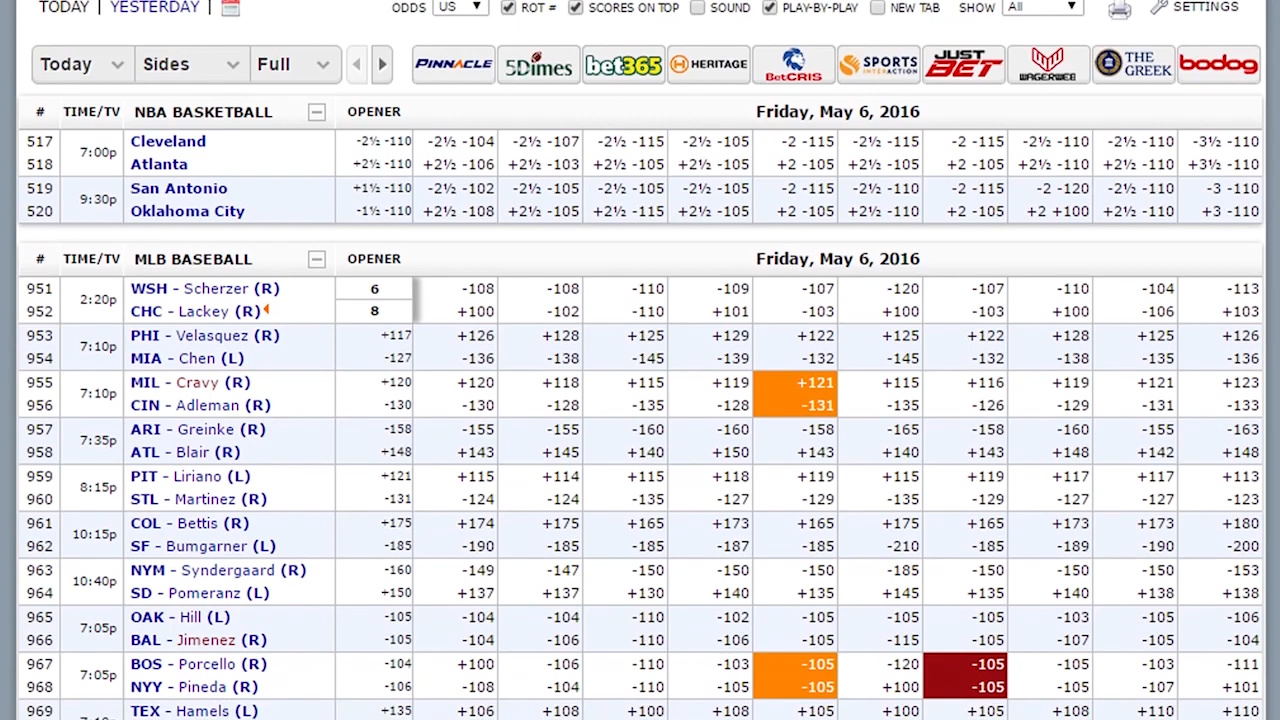 TODAY | YESTERDAY |
ODDS US ROT # SCORES ON TOP SOUND PLAY-BY-PLAY NEW TAB SHOW All SETTINGS
Today Sides Full PINNACLE 5Dimes bet365 HERITAGE BetCRIS SPORTS INTERACTION JUST BET WAGERWEB THE GREEK bodog
# TIME/TV NBA BASKETBALL OPENER Friday, May 6, 2016
517 7:00p Cleveland -2½ -110 -2½ -104 -2½ -107 -2½ -115 -2½ -105 -2 -115 -2½ -115 -2 -115 -2½ -110 -2½ -110 -3½ -110
518 Atlanta +2½ -110 +2½ -106 +2½ -103 +2½ -105 +2½ -105 +2 -105 +2½ -105 +2 -105 +2½ -110 +2½ -110 +3½ -110
519 9:30p San Antonio +1½ -110 -2½ -102 -2½ -105 -2½ -105 -2½ -105 -2 -115 -2½ -120 -2 -115 -2 -120 -2½ -110 -3 -110
520 Oklahoma City -1½ -110 +2½ -108 +2½ -105 +2½ -115 +2½ -105 +2 -105 +2½ -110 +2 -105 +2 +100 +2½ -110 +3 -110
# TIME/TV MLB BASEBALL OPENER Friday, May 6, 2016
951 2:20p WSH - Scherzer (R) 6 -108 -108 -110 -109 -107 -120 -107 -110 -104 -113
952 CHC - Lackey (R) 8 +100 -102 -110 +101 -103 +100 -103 +100 -106 +103
953 7:10p PHI - Velasquez (R) +117 +126 +128 +125 +129 +122 +125 +122 +128 +125 +126
954 MIA - Chen (L) -127 -136 -138 -145 -139 -132 -145 -132 -138 -135 -136
955 7:10p MIL - Cravy (R) +120 +120 +118 +115 +119 +121 +115 +116 +119 +121 +123
956 CIN - Adleman (R) -130 -130 -128 -135 -128 -131 -135 -126 -129 -131 -133
957 7:35p ARI - Greinke (R) -158 -155 -155 -160 -160 -158 -165 -158 -160 -155 -163
958 ATL - Blair (R) +148 +143 +145 +140 +150 +143 +140 +143 +148 +142 +148
959 8:15p PIT - Liriano (L) +121 +115 +114 +115 +118 +119 +115 +119 +117 +117 +113
960 STL - Martinez (R) -131 -124 -124 -135 -127 -129 -135 -129 -127 -127 -123
961 10:15p COL - Bettis (R) +175 +174 +175 +165 +173 +165 +175 +165 +173 +173 +180
962 SF - Bumgarner (L) -185 -190 -185 -185 -187 -185 -210 -185 -189 -190 -200
963 10:40p NYM - Syndergaard (R) -160 -149 -147 -150 -150 -150 -185 -150 -150 -150 -153
964 SD - Pomeranz (L) +150 +137 +137 +130 +140 +135 +145 +135 +140 +138 +138
965 7:05p OAK - Hill (L) -105 -104 -104 -110 -104 -105 -105 -105 -103 -105 -106
966 BAL - Jimenez (R) -105 -104 -106 -110 -106 -105 -115 -105 -107 -105 -104
967 7:05p BOS - Porcello (R) -104 +100 -106 -110 -103 -105 -120 -105 -105 -103 -111
968 NYY - Pineda (R) -106 -108 -104 -110 -105 -105 +100 -105 -105 -107 +101
969 TEX - Hamels (L) +135 +106 +108 +100 +108 +105 +100 +105 +108 +105 +108